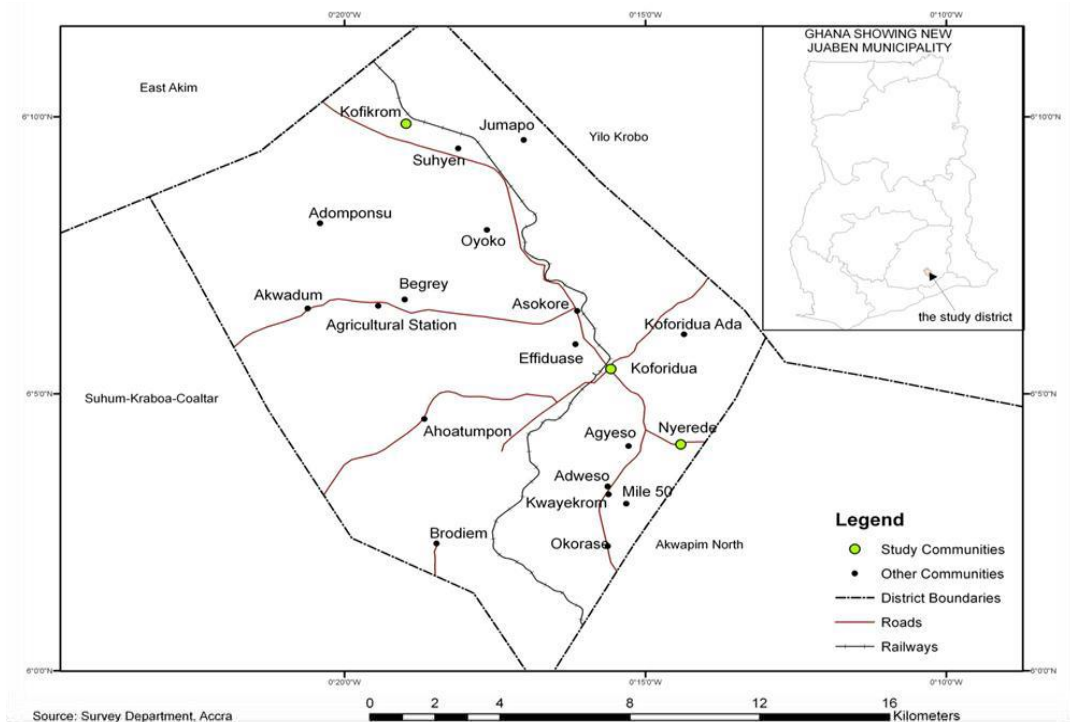 0°20'0"W
0°15'0"W
0°10'0"W
GHANA SHOWING NEW
JUABEN MUNICIPALITY
East Akim
Kofikrom
6°10'0"N
6°10'0"N
Jumapo
Yilo Krobo
Suhyen
Adomponsu
Oyoko
Begrey
Akwadum
Asokore
Agricultural Station
Koforidua Ada
the study district
Effiduase
Koforidua
6°5'0"N
6°5'0"N
Suhum-Kraboa-Coaltar
Ahoatumpon
Agyeso
Nyerede
Adweso
Mile 50
Kwayekrom
Brodiem
Okorase
Akwapim North
Legend
Study Communities
Other Communities
District Boundaries
Roads
Railways
6°0'0"N
6°0'0"N
0°20'0"W
0°15'0"W
0°10'0"W
0 2 4 8 12 16
Kilometers
Source: Survey Department, Accra